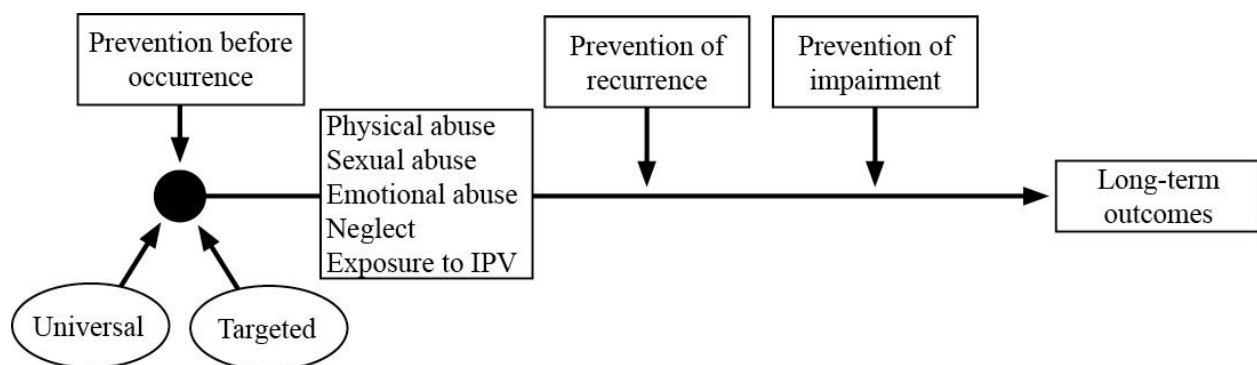 Prevention before
occurrence
Prevention of
recurrence
Prevention of
impairment
Physical abuse
Sexual abuse
Emotional abuse
Neglect
Exposure to IPV
Long-term
outcomes
Universal
Targeted